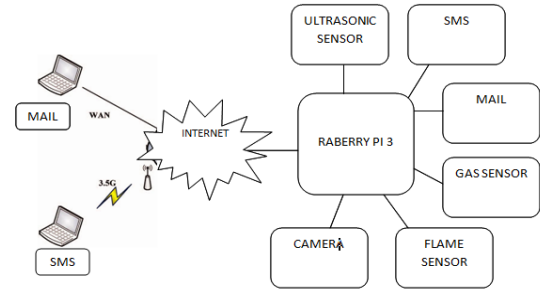 ULTRASONIC
SENSOR
SMS
MAIL
WAN
INTERNET
MAIL
RABERRY PI 3
3.5G
GAS SENSOR
SMS
CAMERA
FLAME
SENSOR